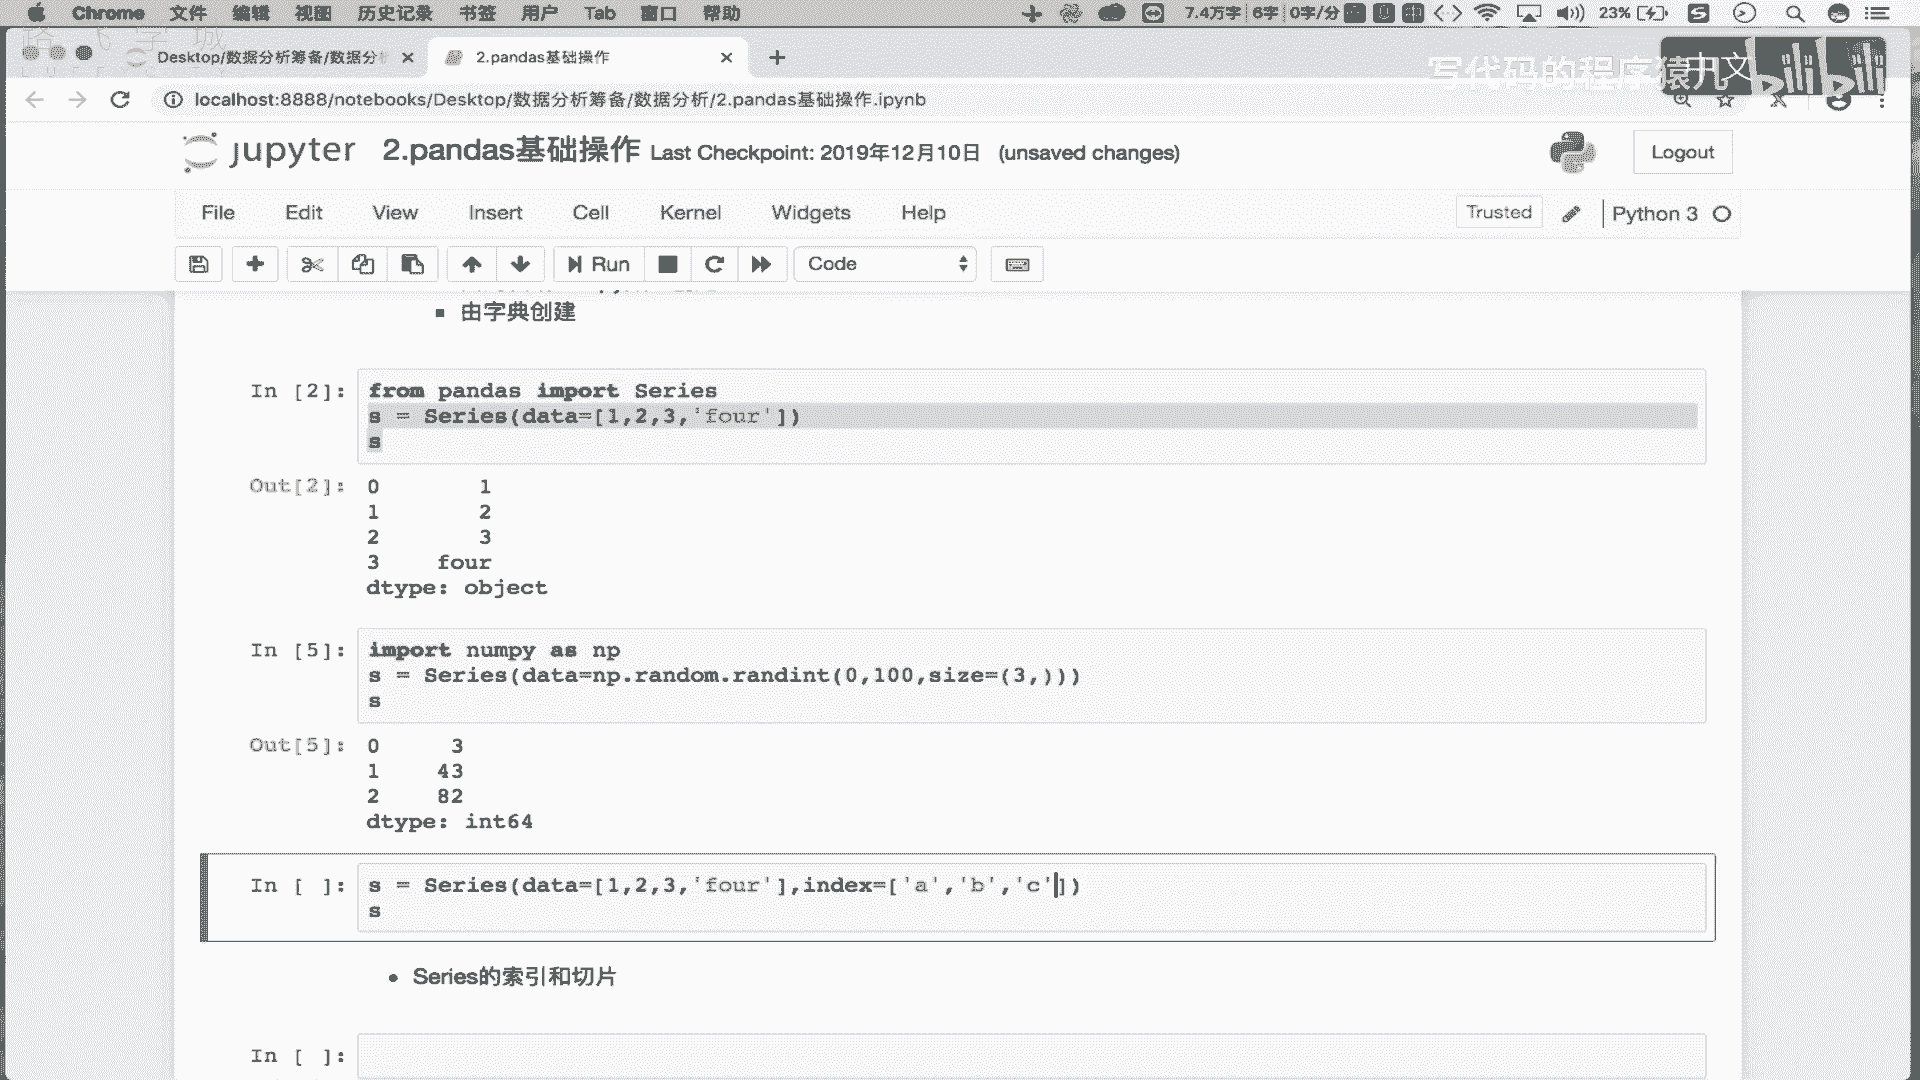 Chrome 文件 编辑 视图 历史记录 书签 用户 Tab 窗口 帮助 7.4万字 6字 0字/分 23%
Desktop/数据分析筹备/数据分析
2.pandas基础操作
写代码的程序猿九
中文
bilibili
localhost:8888/notebooks/Desktop/数据分析筹备/数据分析/2.pandas基础操作.ipynb
jupyter 2.pandas基础操作 Last Checkpoint: 2019年12月10日 (unsaved changes)
Logout
File Edit View Insert Cell Kernel Widgets Help
Trusted
Python 3
Run
Code
由字典创建
In [2]: from pandas import Series
s = Series(data=[1,2,3,'four'])
s
Out[2]: 0 1
1 2
2 3
3 four
dtype: object
In [5]: import numpy as np
s = Series(data=np.random.randint(0,100,size=(3,)))
s
Out[5]: 0 3
1 43
2 82
dtype: int64
In [ ]: s = Series(data=[1,2,3,'four'],index=['a','b','c'])
s
Series的索引和切片
In [ ]: